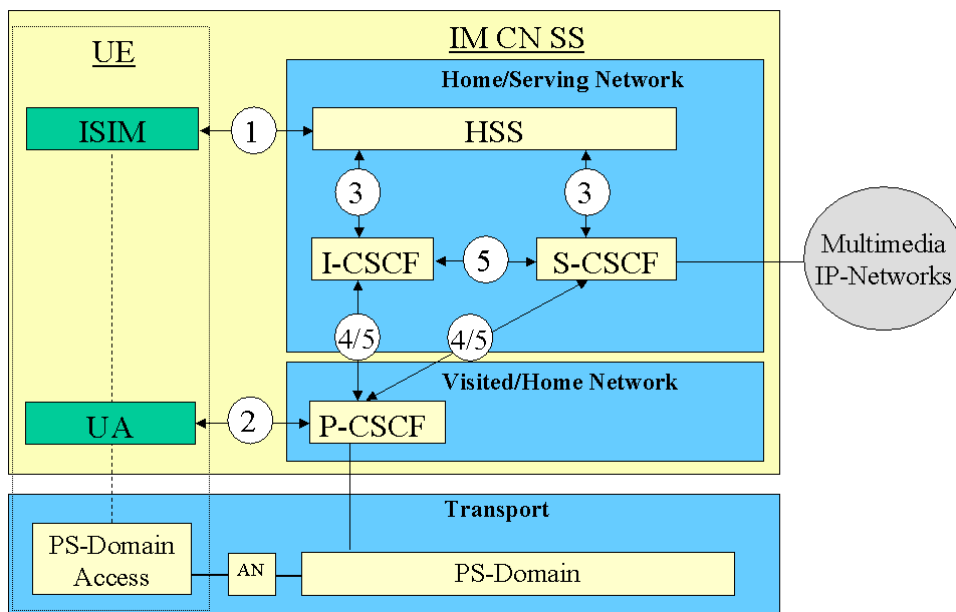 UE
IM CN SS
Home/Serving Network
ISIM
1
HSS
3
3
I-CSCF
5
S-CSCF
Multimedia
IP-Networks
4/5
4/5
Visited/Home Network
UA
2
P-CSCF
Transport
PS-Domain
Access
AN
PS-Domain